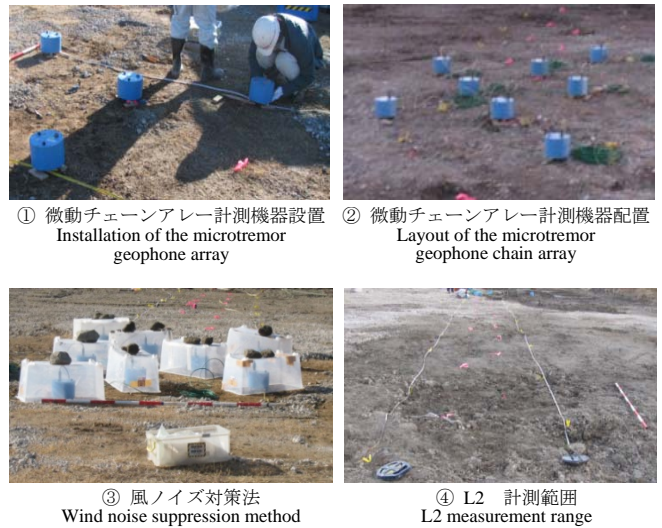 ① 微動チェーンアレー計測機器設置
Installation of the microtremor
geophone array
② 微動チェーンアレー計測機器配置
Layout of the microtremor
geophone chain array
③ 風ノイズ対策法
Wind noise suppression method
④ L2 計測範囲
L2 measurement range